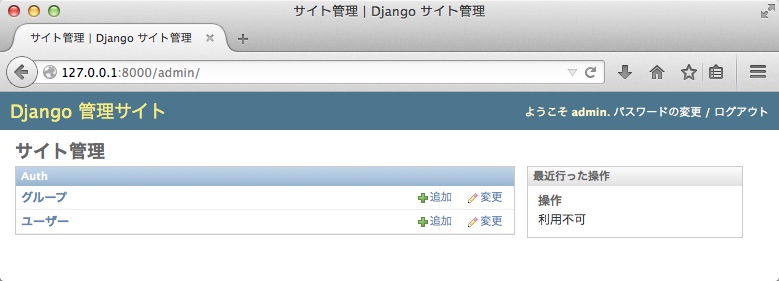 サイト管理 | Django サイト管理
サイト管理 | Django サイト管理
127.0.0.1:8000/admin/
Django 管理サイト
ようこそ admin. パスワードの変更 / ログアウト
サイト管理
Auth
グループ 追加 変更
ユーザー 追加 変更
最近行った操作
操作
利用不可